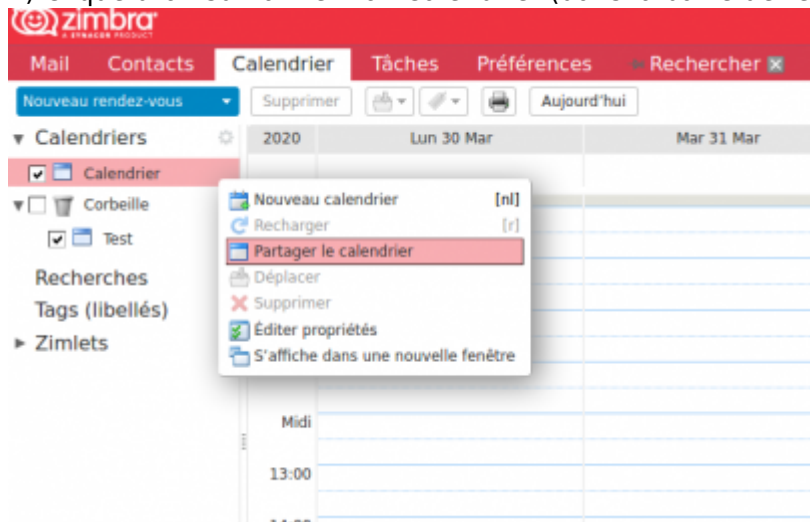 zimbra
A SYNACOR PRODUCT
Mail Contacts Calendrier Tâches Préférences Rechercher
Nouveau rendez-vous Supprimer Aujourd'hui
Calendriers 2020 Lun 30 Mar Mar 31 Mar
Calendrier
Corbeille
Test
Recherches
Tags (libellés)
Zimlets
Nouveau calendrier [nl]
Recharger [r]
Partager le calendrier
Déplacer
Supprimer
Éditer propriétés
S'affiche dans une nouvelle fenêtre
Midi
13:00